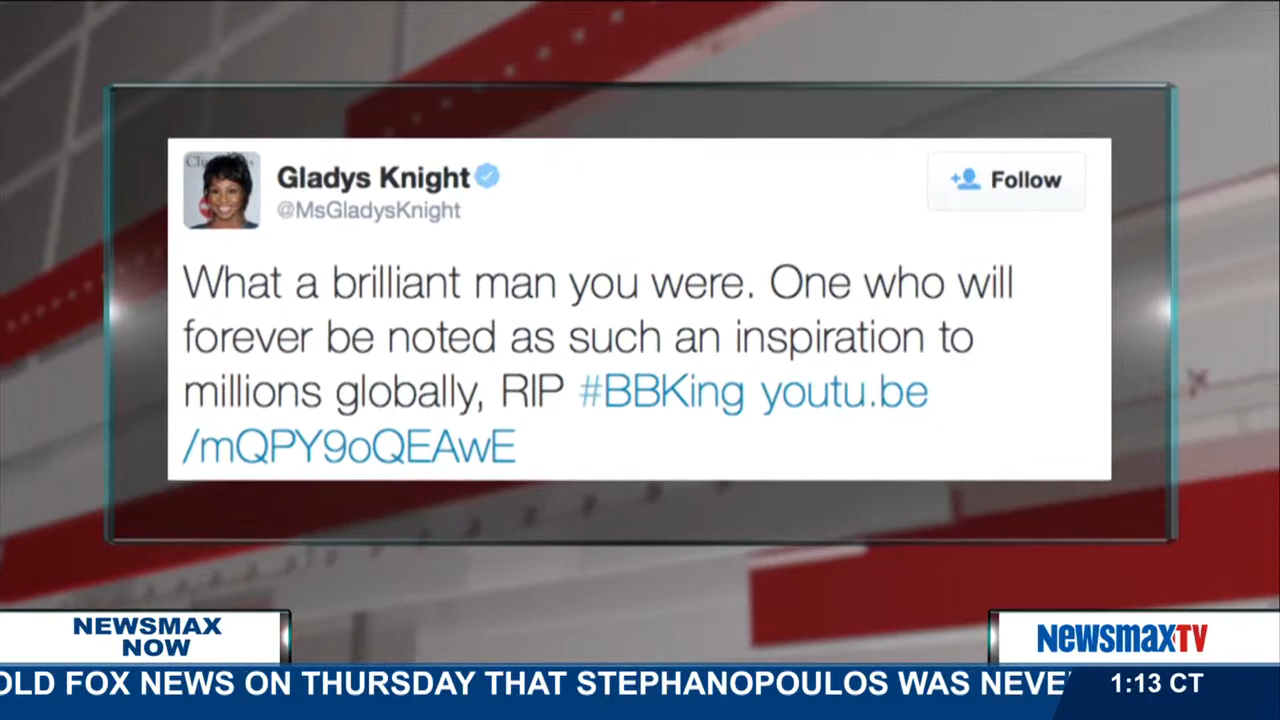 Gladys Knight
@MsGladysKnight
Follow
What a brilliant man you were. One who will
forever be noted as such an inspiration to
millions globally, RIP #BBKing youtu.be
/mQPY9oQEAwE
NEWSMAX
NOW
NEWSMAXTV
OLD FOX NEWS ON THURSDAY THAT STEPHANOPOULOS WAS NEVE
1:13 CT